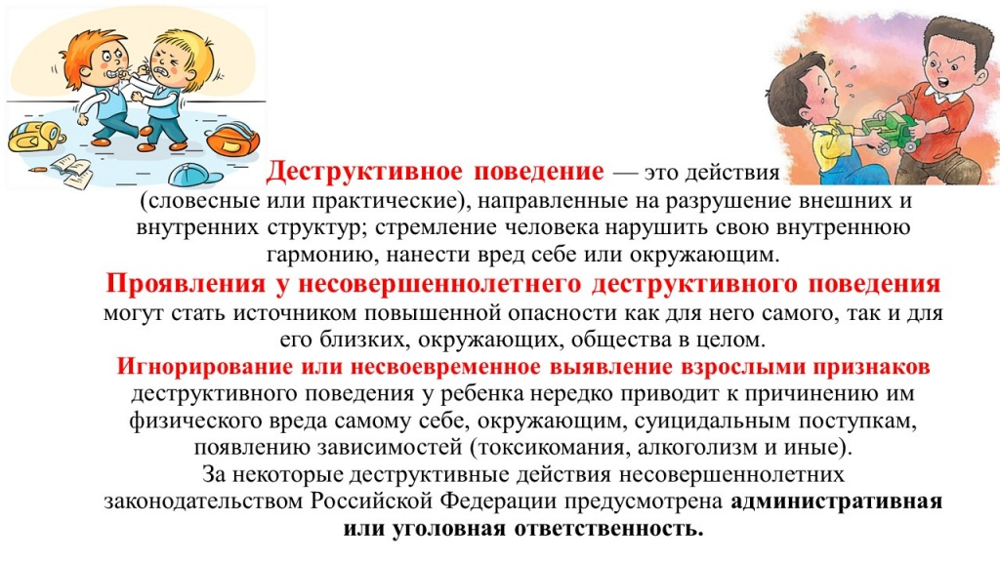 Деструктивное поведение — это действия
(словесные или практические), направленные на разрушение внешних и
внутренних структур; стремление человека нарушить свою внутреннюю
гармонию, нанести вред себе или окружающим.
Проявления у несовершеннолетнего деструктивного поведения
могут стать источником повышенной опасности как для него самого, так и для
его близких, окружающих, общества в целом.
Игнорирование или несвоевременное выявление взрослыми признаков
деструктивного поведения у ребенка нередко приводит к причинению им
физического вреда самому себе, окружающим, суицидальным поступкам,
появлению зависимостей (токсикомания, алкоголизм и иные).
За некоторые деструктивные действия несовершеннолетних
законодательством Российской Федерации предусмотрена административная
или уголовная ответственность.